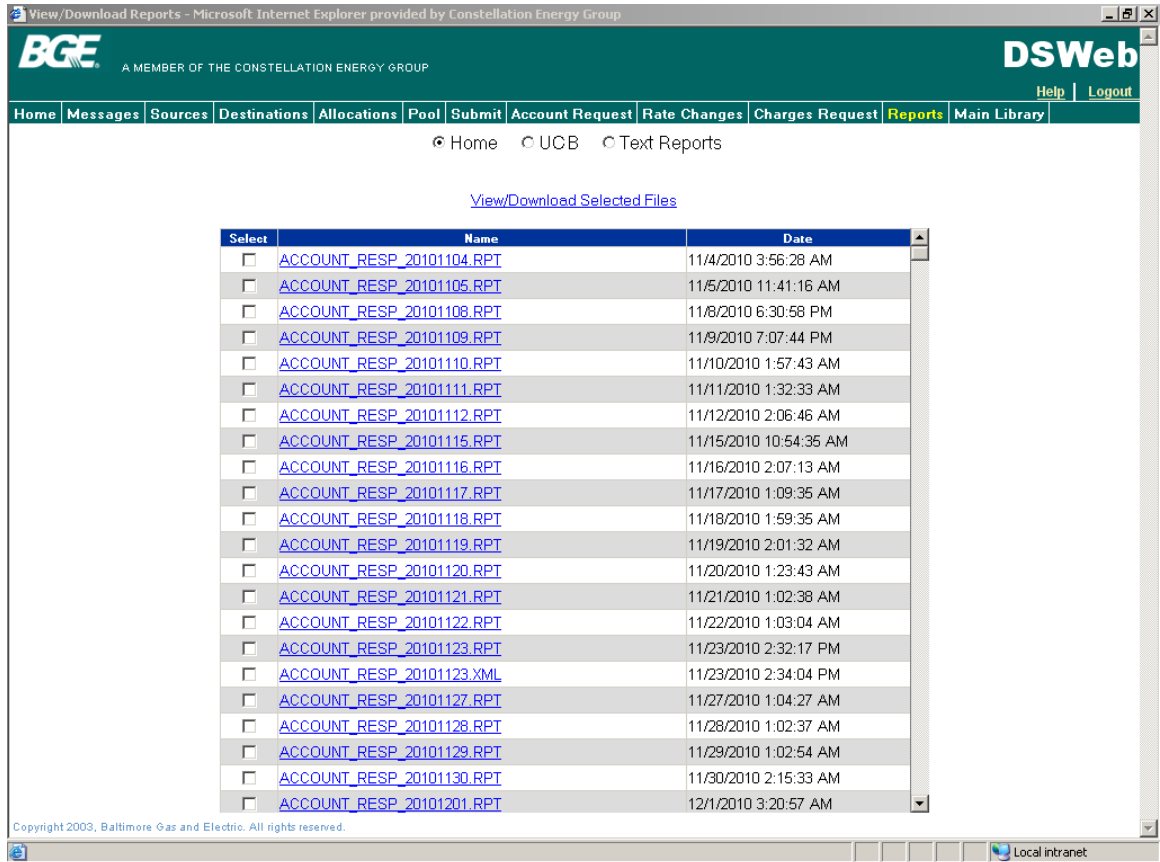 View/Download Reports - Microsoft Internet Explorer provided by Constellation Energy Group
BGE. A MEMBER OF THE CONSTELLATION ENERGY GROUP
DSWeb
Help | Logout
Home Messages Sources Destinations Allocations Pool Submit Account Request Rate Changes Charges Request Reports Main Library
Home UCB Text Reports
View/Download Selected Files
Select Name Date
ACCOUNT_RESP_20101104.RPT 11/4/2010 3:56:28 AM
ACCOUNT_RESP_20101105.RPT 11/5/2010 11:41:16 AM
ACCOUNT_RESP_20101108.RPT 11/8/2010 6:30:58 PM
ACCOUNT_RESP_20101109.RPT 11/9/2010 7:07:44 PM
ACCOUNT_RESP_20101110.RPT 11/10/2010 1:57:43 AM
ACCOUNT_RESP_20101111.RPT 11/11/2010 1:32:33 AM
ACCOUNT_RESP_20101112.RPT 11/12/2010 2:06:46 AM
ACCOUNT_RESP_20101115.RPT 11/15/2010 10:54:35 AM
ACCOUNT_RESP_20101116.RPT 11/16/2010 2:07:13 AM
ACCOUNT_RESP_20101117.RPT 11/17/2010 1:09:35 AM
ACCOUNT_RESP_20101118.RPT 11/18/2010 1:59:35 AM
ACCOUNT_RESP_20101119.RPT 11/19/2010 2:01:32 AM
ACCOUNT_RESP_20101120.RPT 11/20/2010 1:23:43 AM
ACCOUNT_RESP_20101121.RPT 11/21/2010 1:02:38 AM
ACCOUNT_RESP_20101122.RPT 11/22/2010 1:03:04 AM
ACCOUNT_RESP_20101123.RPT 11/23/2010 2:32:17 PM
ACCOUNT_RESP_20101123.XML 11/23/2010 2:34:04 PM
ACCOUNT_RESP_20101127.RPT 11/27/2010 1:04:27 AM
ACCOUNT_RESP_20101128.RPT 11/28/2010 1:02:37 AM
ACCOUNT_RESP_20101129.RPT 11/29/2010 1:02:54 AM
ACCOUNT_RESP_20101130.RPT 11/30/2010 2:15:33 AM
ACCOUNT_RESP_20101201.RPT 12/1/2010 3:20:57 AM
Copyright 2003, Baltimore Gas and Electric. All rights reserved.
Local intranet